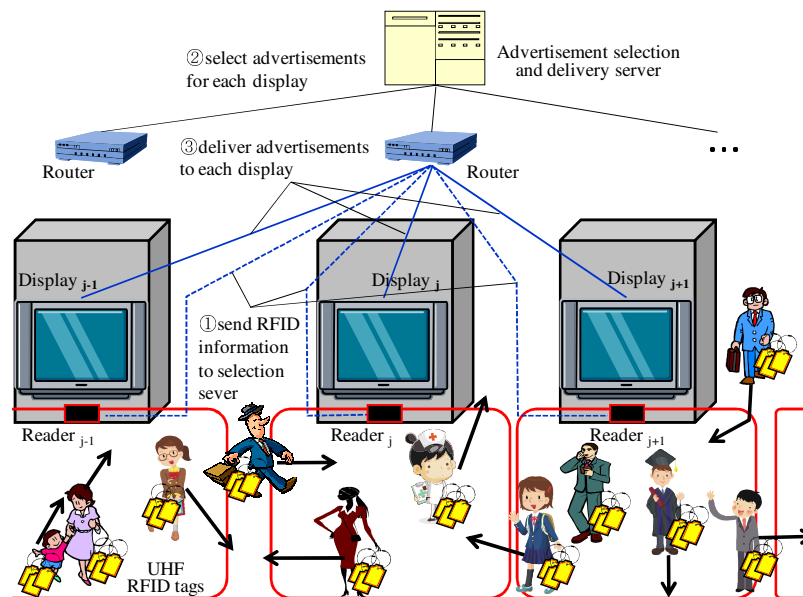 ②select advertisements
for each display
Advertisement selection
and delivery server
③deliver advertisements
to each display
Router
Router
...
Display j-1
Display j
Display j+1
①send RFID
information
to selection
sever
Reader j-1
Reader j
Reader j+1
UHF
RFID tags